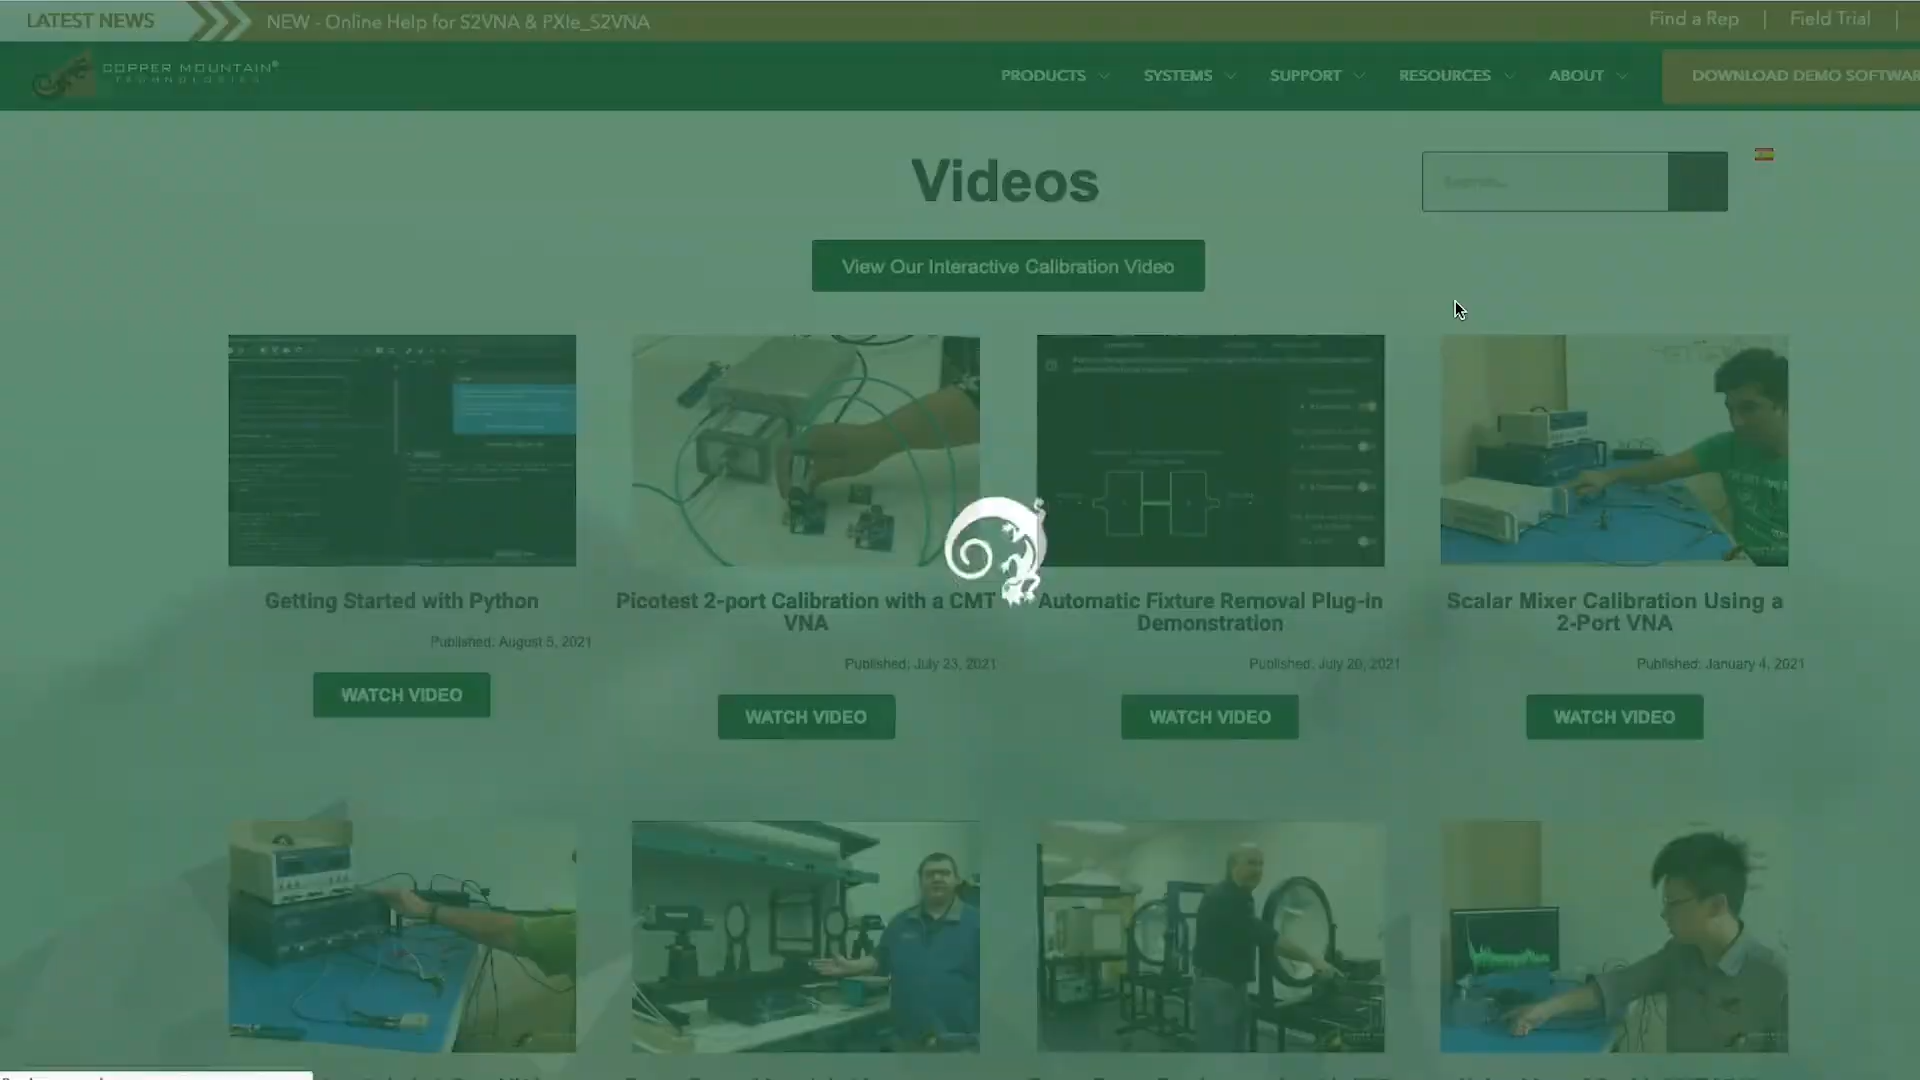 LATEST NEWS
NEW - Online Help for S2VNA & PXIe_S2VNA
Find a Rep | Field Trial |
COPPER MOUNTAIN®
TECHNOLOGIES
PRODUCTS
SYSTEMS
SUPPORT
RESOURCES
ABOUT
DOWNLOAD DEMO SOFTWAR
Videos
Search...
View Our Interactive Calibration Video
Getting Started with Python
Published: August 5, 2021
WATCH VIDEO
Picotest 2-port Calibration with a CMT
VNA
Published: July 23, 2021
WATCH VIDEO
Automatic Fixture Removal Plug-in
Demonstration
Published: July 20, 2021
WATCH VIDEO
Scalar Mixer Calibration Using a
2-Port VNA
Published: January 4, 2021
WATCH VIDEO